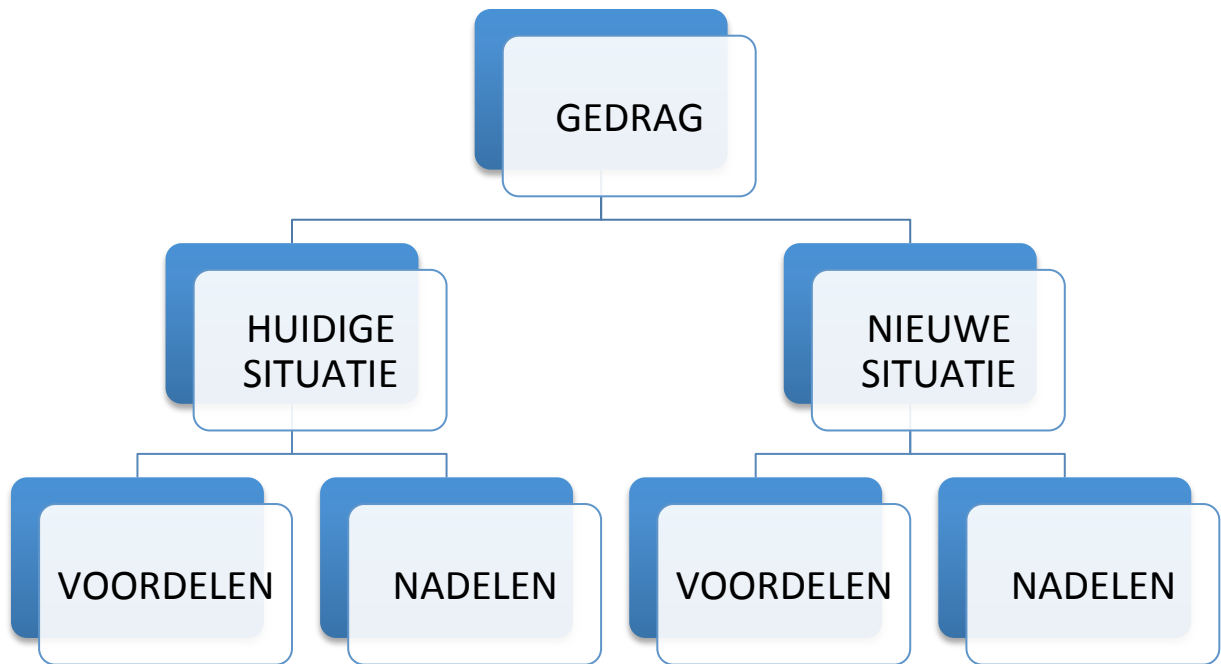 GEDRAG
HUIDIGE
SITUATIE
NIEUWE
SITUATIE
VOORDELEN
NADELEN
VOORDELEN
NADELEN